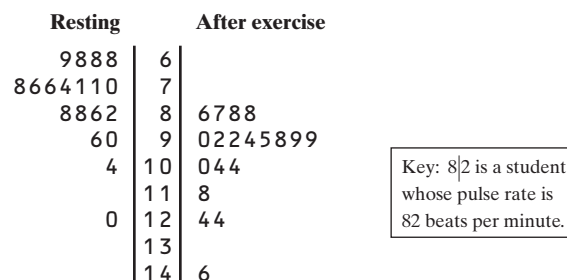 Resting After exercise
9888 6
8664110 7
8862 8 6788
60 9 02245899
4 10 044
11 8
0 12 44
13
14 6
Key: 8|2 is a student
whose pulse rate is
82 beats per minute.